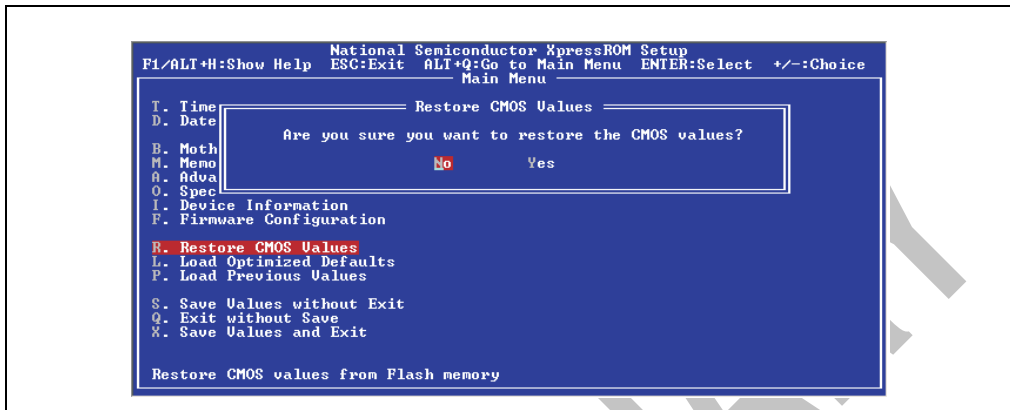 National Semiconductor XpressROM Setup
F1/ALT+H:Show Help ESC:Exit ALT+Q:Go to Main Menu ENTER:Select +/-:Choice
Main Menu
T. Time
Restore CMOS Values
D. Date
Are you sure you want to restore the CMOS values?
B. Moth
M. Memo
No Yes
A. Adva
O. Spec
I. Device Information
F. Firmware Configuration
R. Restore CMOS Values
L. Load Optimized Defaults
P. Load Previous Values
S. Save Values without Exit
Q. Exit without Save
X. Save Values and Exit
Restore CMOS values from Flash memory